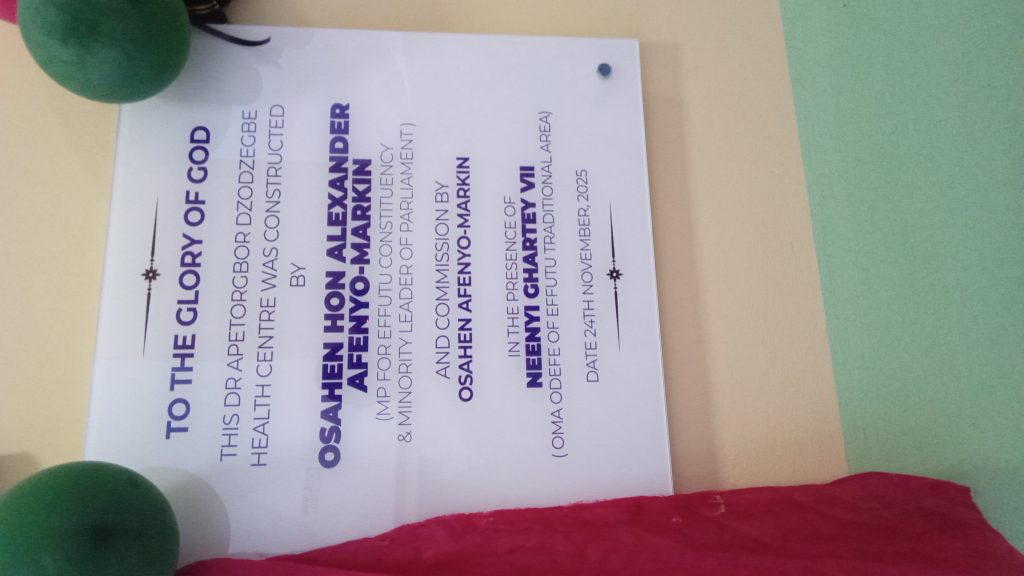 TO THE GLORY OF GOD
THIS DR APETORGBOR DZODZEGBE
HEALTH CENTRE WAS CONSTRUCTED
BY
OSAHEN HON ALEXANDER
AFENYO-MARKIN
(MP FOR EFFUTU CONSTITUENCY
& MINORITY LEADER OF PARLIAMENT)
AND COMMISSION BY
OSAHEN AFENYO-MARKIN
IN THE PRESENCE OF
NEENYI GHARTEY VII
( OMA ODEFE OF EFFUTU TRADITIONAL AREA)
DATE 24TH NOVEMBER, 2025